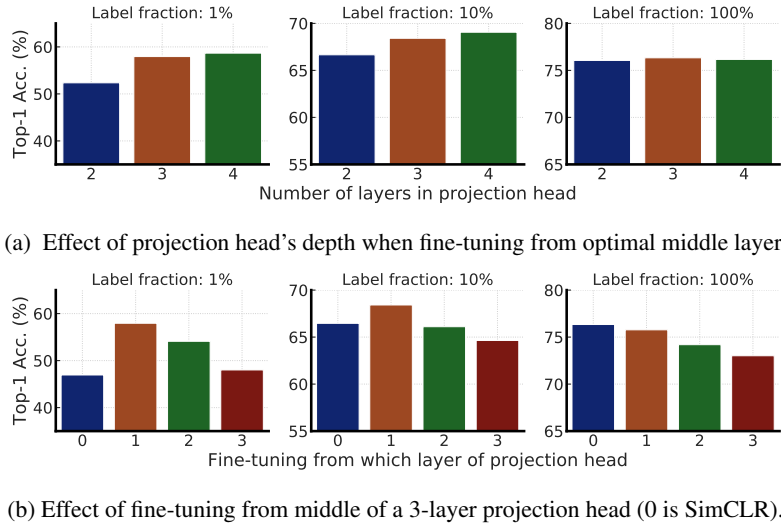 Label fraction: 1%
Label fraction: 10%
Label fraction: 100%
Top-1 Acc. (%)
60
50
40
2 3 4
70
65
60
55
2 3 4
80
75
70
65
2 3 4
Number of layers in projection head
(a) Effect of projection head's depth when fine-tuning from optimal middle layer
Label fraction: 1%
Label fraction: 10%
Label fraction: 100%
Top-1 Acc. (%)
60
50
40
0 1 2 3
70
65
60
55
0 1 2 3
80
75
70
65
0 1 2 3
Fine-tuning from which layer of projection head
(b) Effect of fine-tuning from middle of a 3-layer projection head (0 is SimCLR).